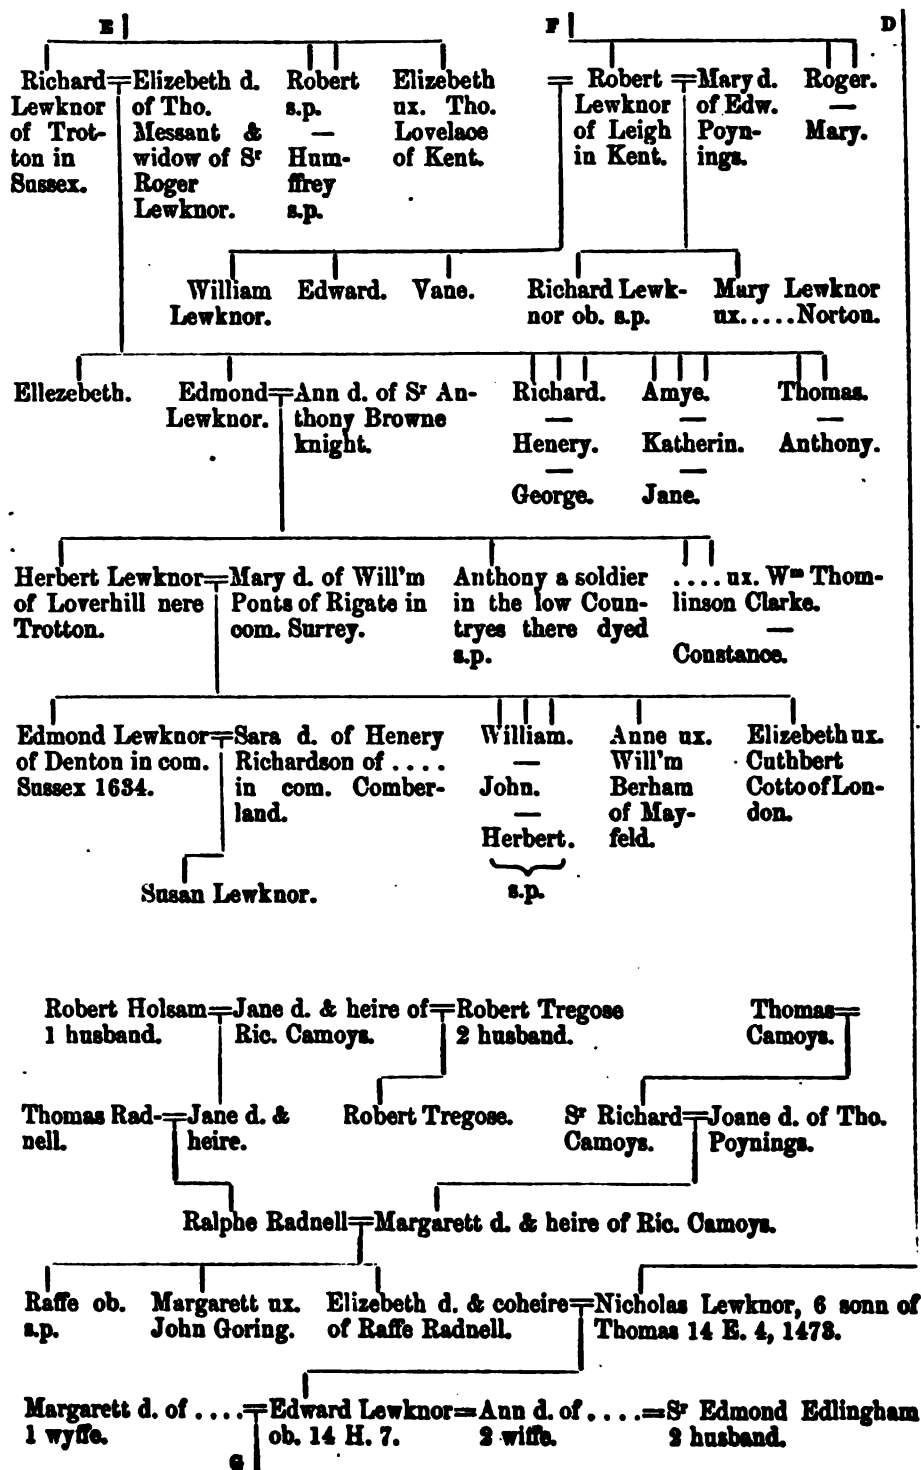 E F D
Richard Elizebeth d. Robert Elizebeth Robert Mary d. Roger.
Lewknor of Tho. s.p. ux. Tho. Lewknor of Edw. —
of Trot- Messant & — Lovelace of Leigh Poyn- Mary.
ton in widow of Sr Hum- of Kent. in Kent. ings.
Sussex. Roger ffrey
Lewknor. s.p.
William Edward. Vane. Richard Lewk- Mary Lewknor
Lewknor. nor ob. s.p. ux.....Norton.
Ellezebeth. Edmond Ann d. of Sr An- Richard. Amye. Thomas.
Lewknor. thony Browne — — —
knight. Henery. Katherin. Anthony.
— —
George. Jane.
Herbert Lewknor Mary d. of Will'm Anthony a soldier ....ux. Wm Thom-
of Loverhill nere Ponts of Rigate in in the low Coun- linson Clarke.
Trotton. com. Surrey. tryes there dyed —
s.p. Constance.
Edmond Lewknor Sara d. of Henery William. Anne ux. Elizebeth ux.
of Denton in com. Richardson of .... — Will'm Cuthbert
Sussex 1634. in com. Comber- John. Berham Cotto of Lon-
land. — of May- don.
Herbert. feld.
Susan Lewknor. s.p.
Robert Holsam Jane d. & heire of Robert Tregose Thomas
1 husband. Ric. Camoys. 2 husband. Camoys.
Thomas Rad- Jane d. & Robert Tregose. Sr Richard Joane d. of Tho.
nell. heire. Camoys. Poynings.
Ralphe Radnell Margarett d. & heire of Ric. Camoys.
Raffe ob. Margarett ux. Elizebeth d. & coheire Nicholas Lewknor, 6 sonn of
s.p. John Goring. of Raffe Radnell. Thomas 14 E. 4, 1473.
Margarett d. of .... Edward Lewknor Ann d. of .... Sr Edmond Edlingham
1 wyffe. ob. 14 H. 7. 2 wiffe. 2 husband.
G